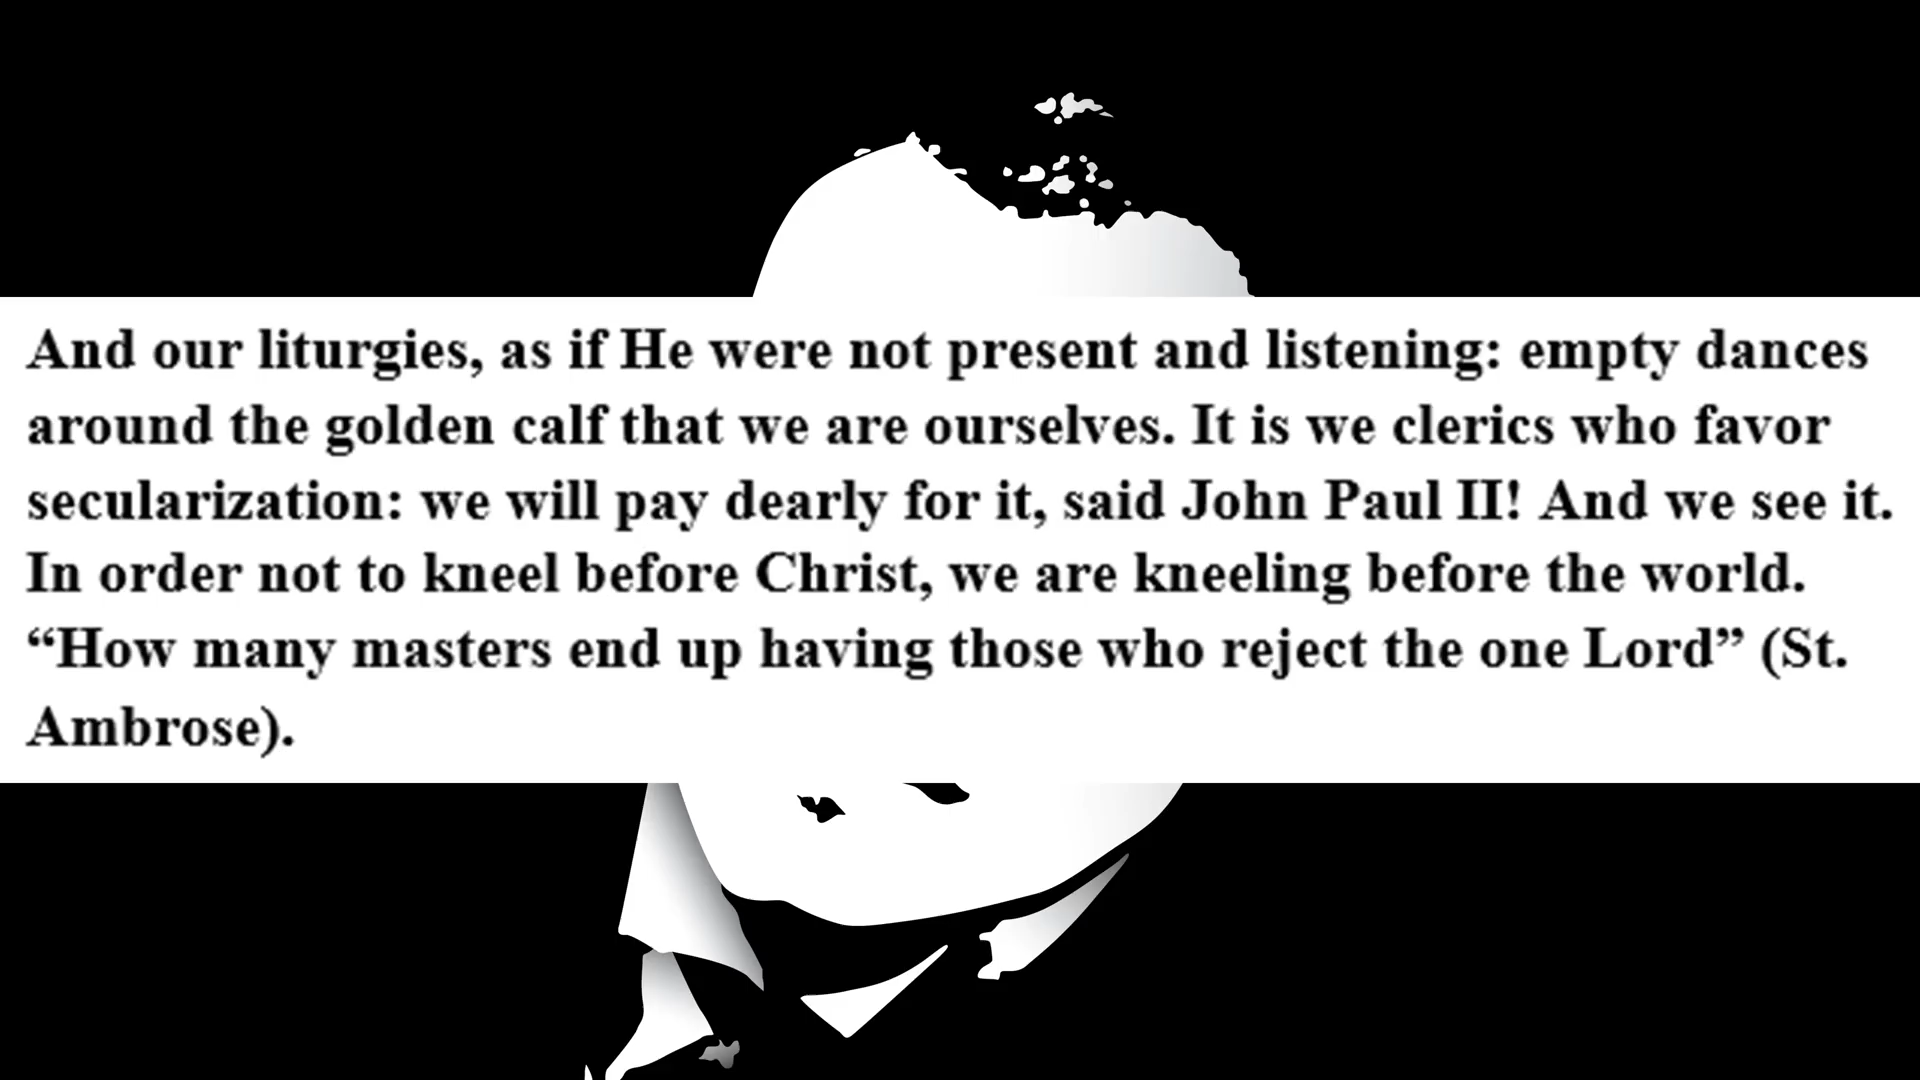 And our liturgies, as if He were not present and listening: empty dances
around the golden calf that we are ourselves. It is we clerics who favor
secularization: we will pay dearly for it, said John Paul II! And we see it.
In order not to kneel before Christ, we are kneeling before the world.
“How many masters end up having those who reject the one Lord” (St.
Ambrose).